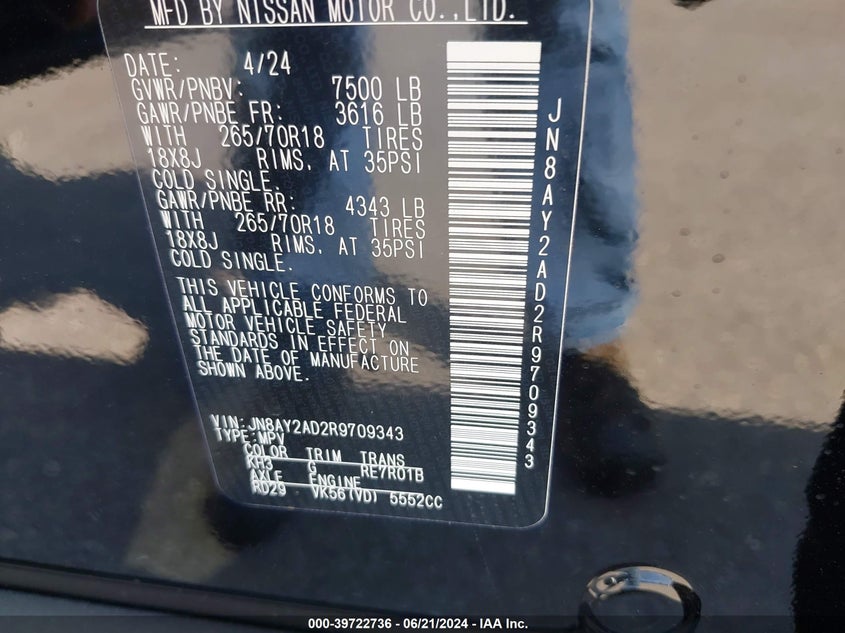 MFD BY NISSAN MOTOR CO.,LTD.
DATE: 4/24
GVWR/PNBV: 7500 LB
GAWR/PNBE FR: 3616 LB
WITH 265/70R18 TIRES
18X8J RIMS, AT 35PSI
COLD SINGLE.
GAWR/PNBE RR: 4343 LB
WITH 265/70R18 TIRES
18X8J RIMS, AT 35PSI
COLD SINGLE.
THIS VEHICLE CONFORMS TO
ALL APPLICABLE FEDERAL
MOTOR VEHICLE SAFETY
STANDARDS IN EFFECT ON
THE DATE OF MANUFACTURE
SHOWN ABOVE.
VIN:JN8AY2AD2R9709343
TYPE:MPV
COLOR TRIM TRANS
KH3 G RE7R01B
AXLE ENGINE
RD29 VK56(VD) 5552CC
JN8AY2AD2R9709343
000-39722736 - 06/21/2024 - IAA Inc.